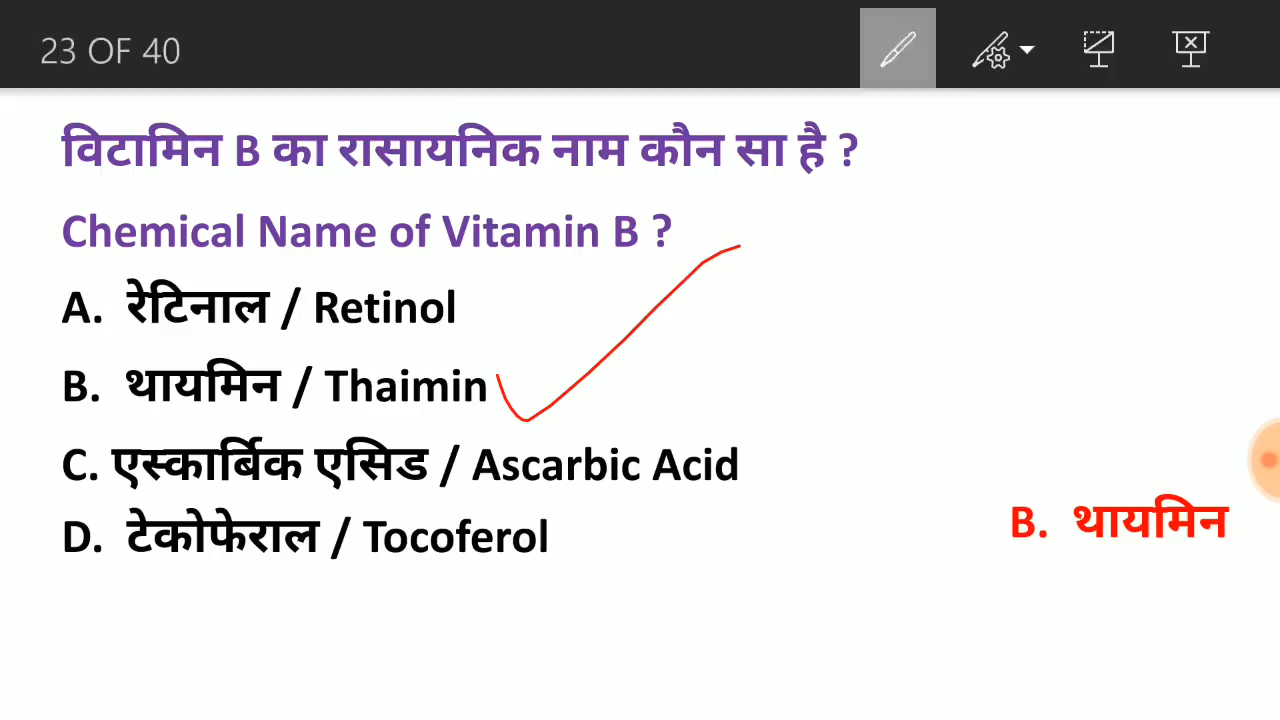 23 OF 40
विटामिन B का रासायनिक नाम कौन सा है ?
Chemical Name of Vitamin B ?
A. रेटिनाल / Retinol
B. थायमिन / Thaimin
C. एस्कार्बिक एसिड / Ascarbic Acid
D. टेकोफेराल / Tocoferol
B. थायमिन